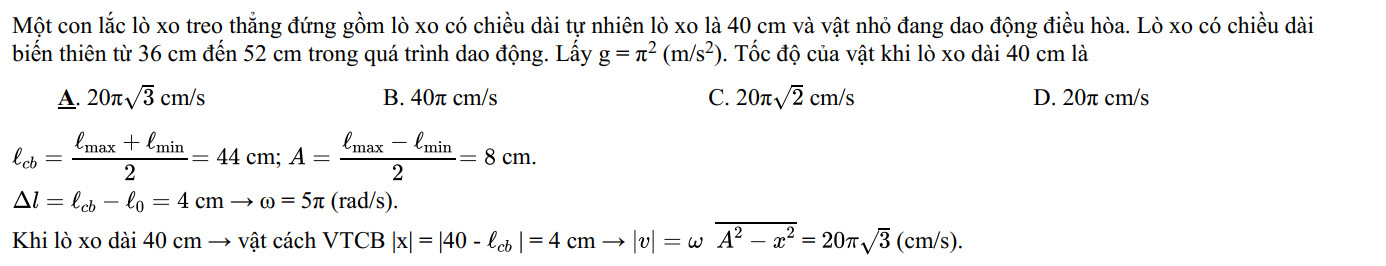 Một con lắc lò xo treo thẳng đứng gồm lò xo có chiều dài tự nhiên lò xo là 40 cm và vật nhỏ đang dao động điều hòa. Lò xo có chiều dài
biến thiên từ 36 cm đến 52 cm trong quá trình dao động. Lấy g = π² (m/s²). Tốc độ của vật khi lò xo dài 40 cm là
A. 20π√3 cm/s B. 40π cm/s C. 20π√2 cm/s D. 20π cm/s
ℓcb = (ℓmax + ℓmin)/2 = 44 cm; A = (ℓmax − ℓmin)/2 = 8 cm.
Δl = ℓcb − ℓ0 = 4 cm → ω = 5π (rad/s).
Khi lò xo dài 40 cm → vật cách VTCB |x| = |40 - ℓcb | = 4 cm → |v| = ω A² − x² = 20π√3 (cm/s).